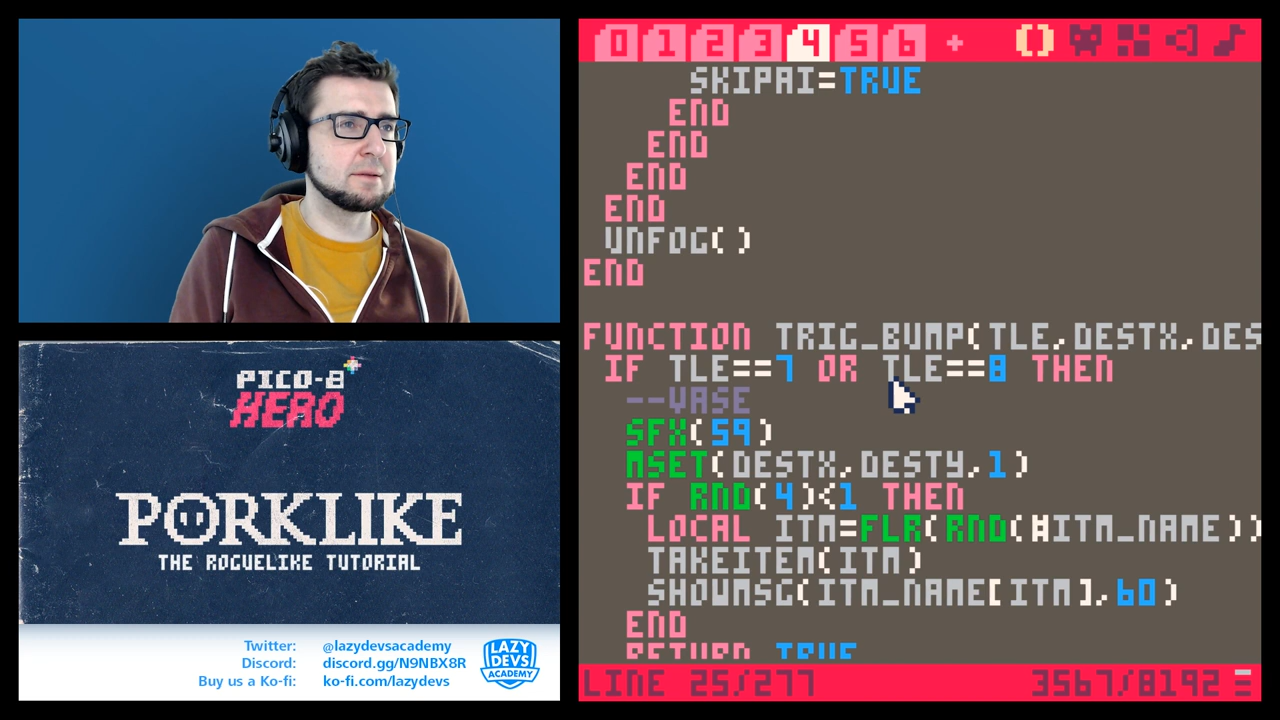 0 1 2 3 4 5 6 +
SKIPAI=TRUE
END
END
END
END
UNFOG()
END
FUNCTION TRIG_BUMP(TLE,DESTX,DES
IF TLE==7 OR TLE==8 THEN
--VASE
SFX(59)
MSET(DESTX,DESTY,1)
IF RND(4)<1 THEN
LOCAL ITM=FLR(RND(#ITM_NAME))
TAKEITEM(ITM)
SHOWMSG(ITM_NAME[ITM],60)
END
RETURN TRUE
LINE 25/277 3567/8192
PICO-8
HERO
PORKLIKE
THE ROGUELIKE TUTORIAL
Twitter: @lazydevsacademy
Discord: discord.gg/N9NBX8R
Buy us a Ko-fi: ko-fi.com/lazydevs
LAZY
DEVS
ACADEMY